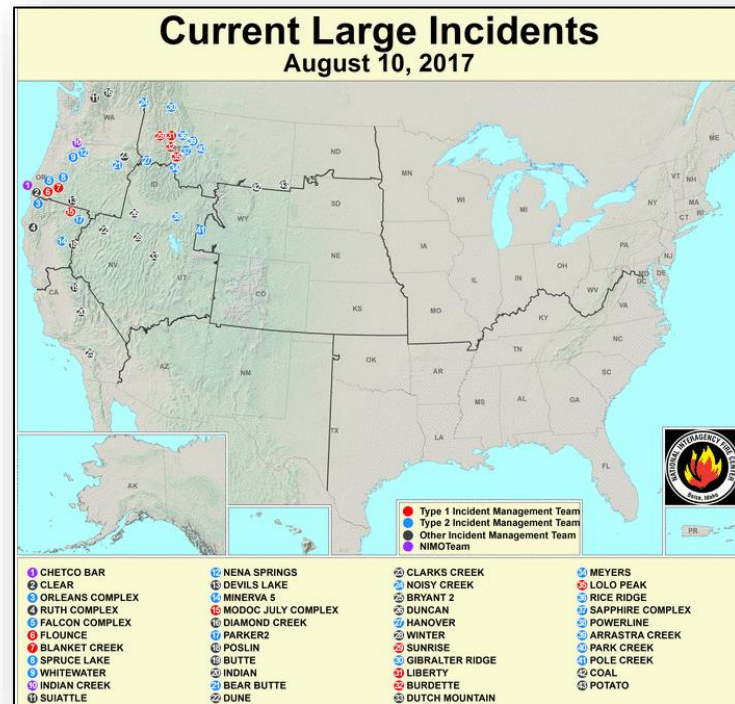 Current Large Incidents
August 10, 2017
WA
OR
ID
ND
SD
MN
WI
MI
ME
VT
NH
NY
MA
CT
RI
WY
NE
IA
PA
NJ
NV
UT
CO
KS
MO
IL
IN
OH
WV
MD
DE
DC
VA
KY
CA
AZ
NM
OK
AR
TN
NC
SC
TX
LA
MS
AL
GA
FL
AK
PR
NATIONAL INTERAGENCY FIRE CENTER
Boise, Idaho
Type 1 Incident Management Team
Type 2 Incident Management Team
Other Incident Management Team
NIMOTeam
1 CHETCO BAR
2 CLEAR
3 ORLEANS COMPLEX
4 RUTH COMPLEX
5 FALCON COMPLEX
6 FLOUNCE
7 BLANKET CREEK
8 SPRUCE LAKE
9 WHITEWATER
10 INDIAN CREEK
11 SUIATTLE
12 NENA SPRINGS
13 DEVILS LAKE
14 MINERVA 5
15 MODOC JULY COMPLEX
16 DIAMOND CREEK
17 PARKER2
18 POSLIN
19 BUTTE
20 INDIAN
21 BEAR BUTTE
22 DUNE
23 CLARKS CREEK
24 NOISY CREEK
25 BRYANT 2
26 DUNCAN
27 HANOVER
28 WINTER
29 SUNRISE
30 GIBRALTER RIDGE
31 LIBERTY
32 BURDETTE
33 DUTCH MOUNTAIN
34 MEYERS
35 LOLO PEAK
36 RICE RIDGE
37 SAPPHIRE COMPLEX
38 POWERLINE
39 ARRASTRA CREEK
40 PARK CREEK
41 POLE CREEK
42 COAL
43 POTATO